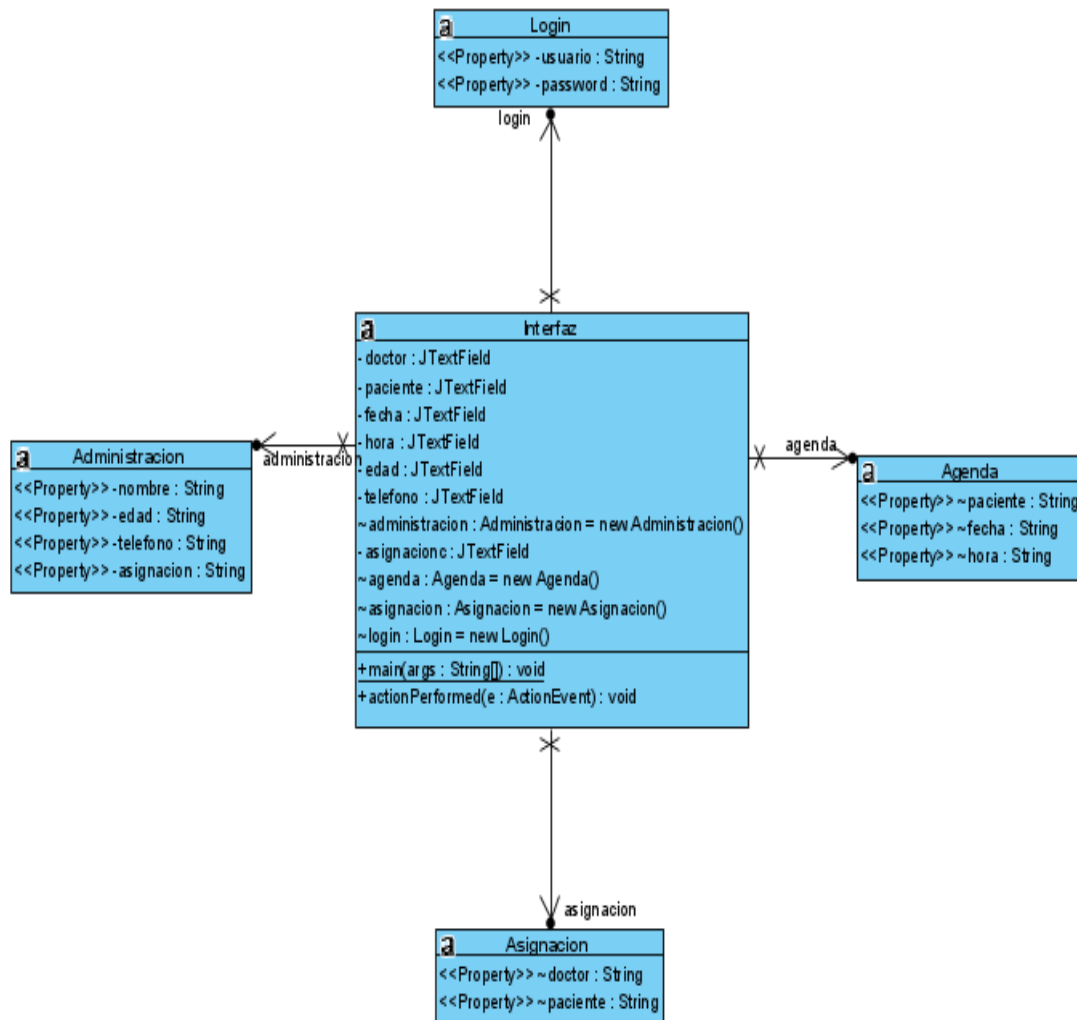 a Login
<<Property>> -usuario : String
<<Property>> -password : String
login
a Interfaz
- doctor : JTextField
- paciente : JTextField
- fecha : JTextField
- hora : JTextField
- edad : JTextField
- telefono : JTextField
~administracion : Administracion = new Administracion()
- asignacionc : JTextField
~agenda : Agenda = new Agenda()
~asignacion : Asignacion = new Asignacion()
~login : Login = new Login()
+main(args : String[]) : void
+actionPerformed(e : ActionEvent) : void
administracion
a Administracion
<<Property>> -nombre : String
<<Property>> -edad : String
<<Property>> -telefono : String
<<Property>> -asignacion : String
agenda
a Agenda
<<Property>> ~paciente : String
<<Property>> ~fecha : String
<<Property>> ~hora : String
asignacion
a Asignacion
<<Property>> ~doctor : String
<<Property>> ~paciente : String